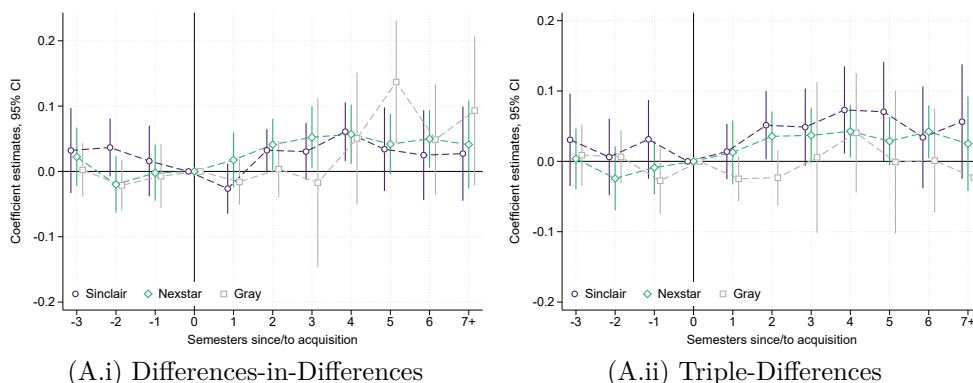 0.2
0.1
0.0
-0.1
-0.2
Coefficient estimates, 95% CI
Sinclair Nexstar Gray
-3 -2 -1 0 1 2 3 4 5 6 7+
Semesters since/to acquisition
(A.i) Differences-in-Differences
0.2
0.1
0.0
-0.1
-0.2
Coefficient estimates, 95% CI
Sinclair Nexstar Gray
-3 -2 -1 0 1 2 3 4 5 6 7+
Semesters since/to acquisition
(A.ii) Triple-Differences